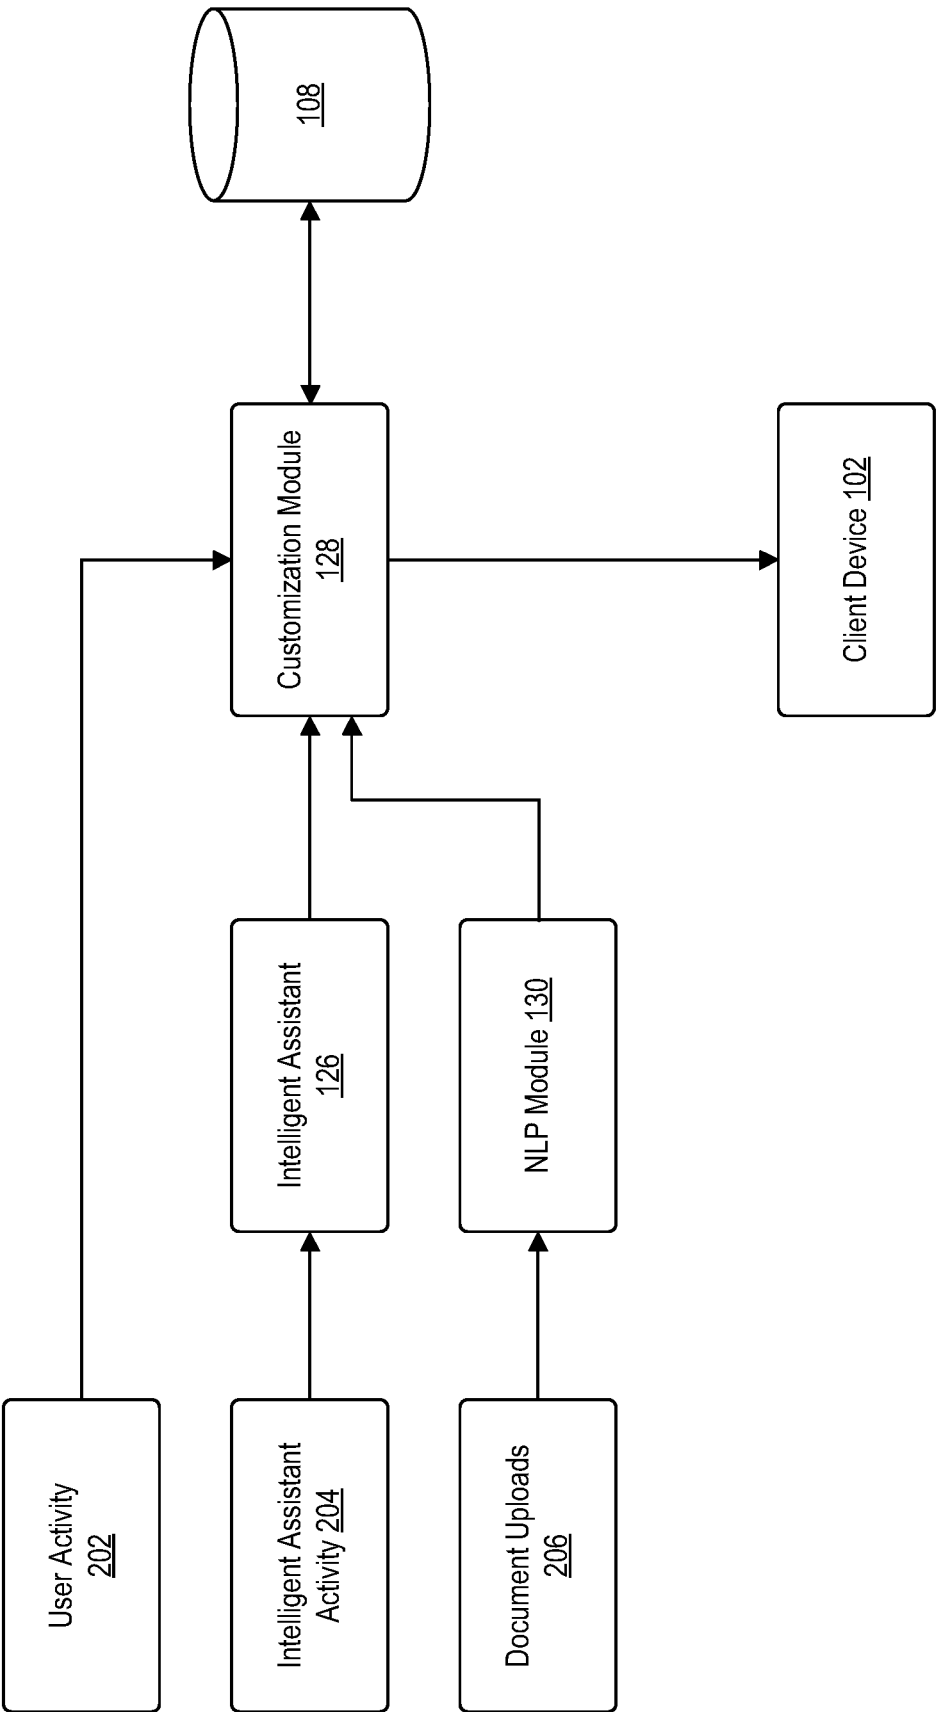 User Activity
202
Intelligent Assistant
Activity 204
Document Uploads
206
Intelligent Assistant
126
NLP Module 130
Customization Module
128
Client Device 102
108